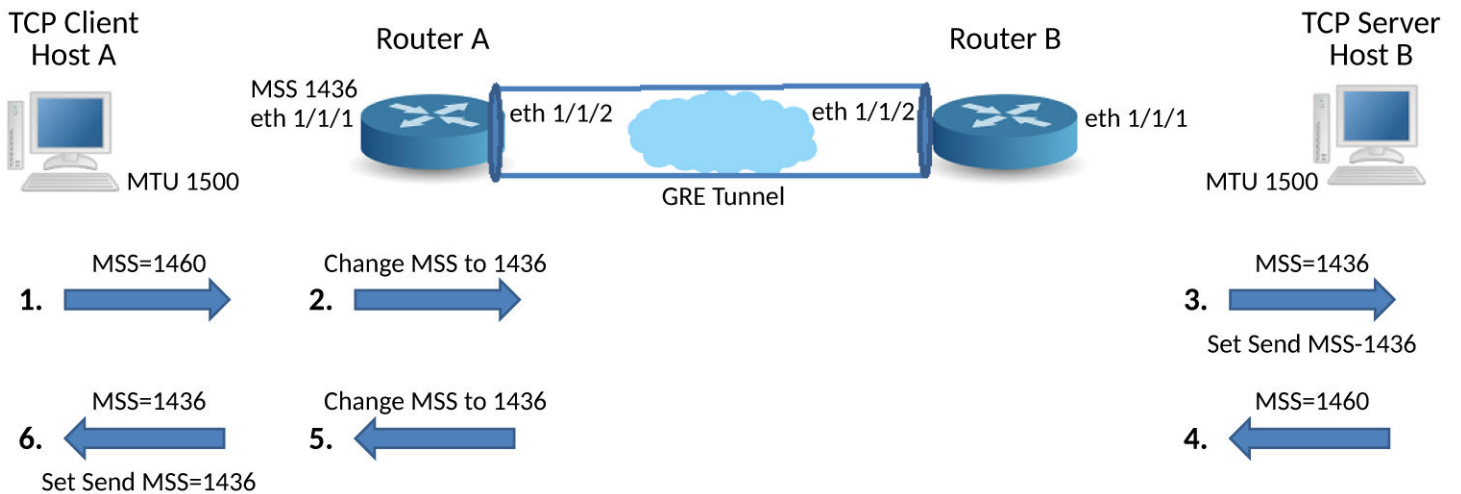 TCP Client
Host A
Router A
Router B
TCP Server
Host B
MSS 1436
eth 1/1/1
eth 1/1/2
eth 1/1/2
eth 1/1/1
MTU 1500
GRE Tunnel
MTU 1500
MSS=1460
1.
Change MSS to 1436
2.
MSS=1436
3.
Set Send MSS-1436
MSS=1436
6.
Set Send MSS=1436
Change MSS to 1436
5.
MSS=1460
4.